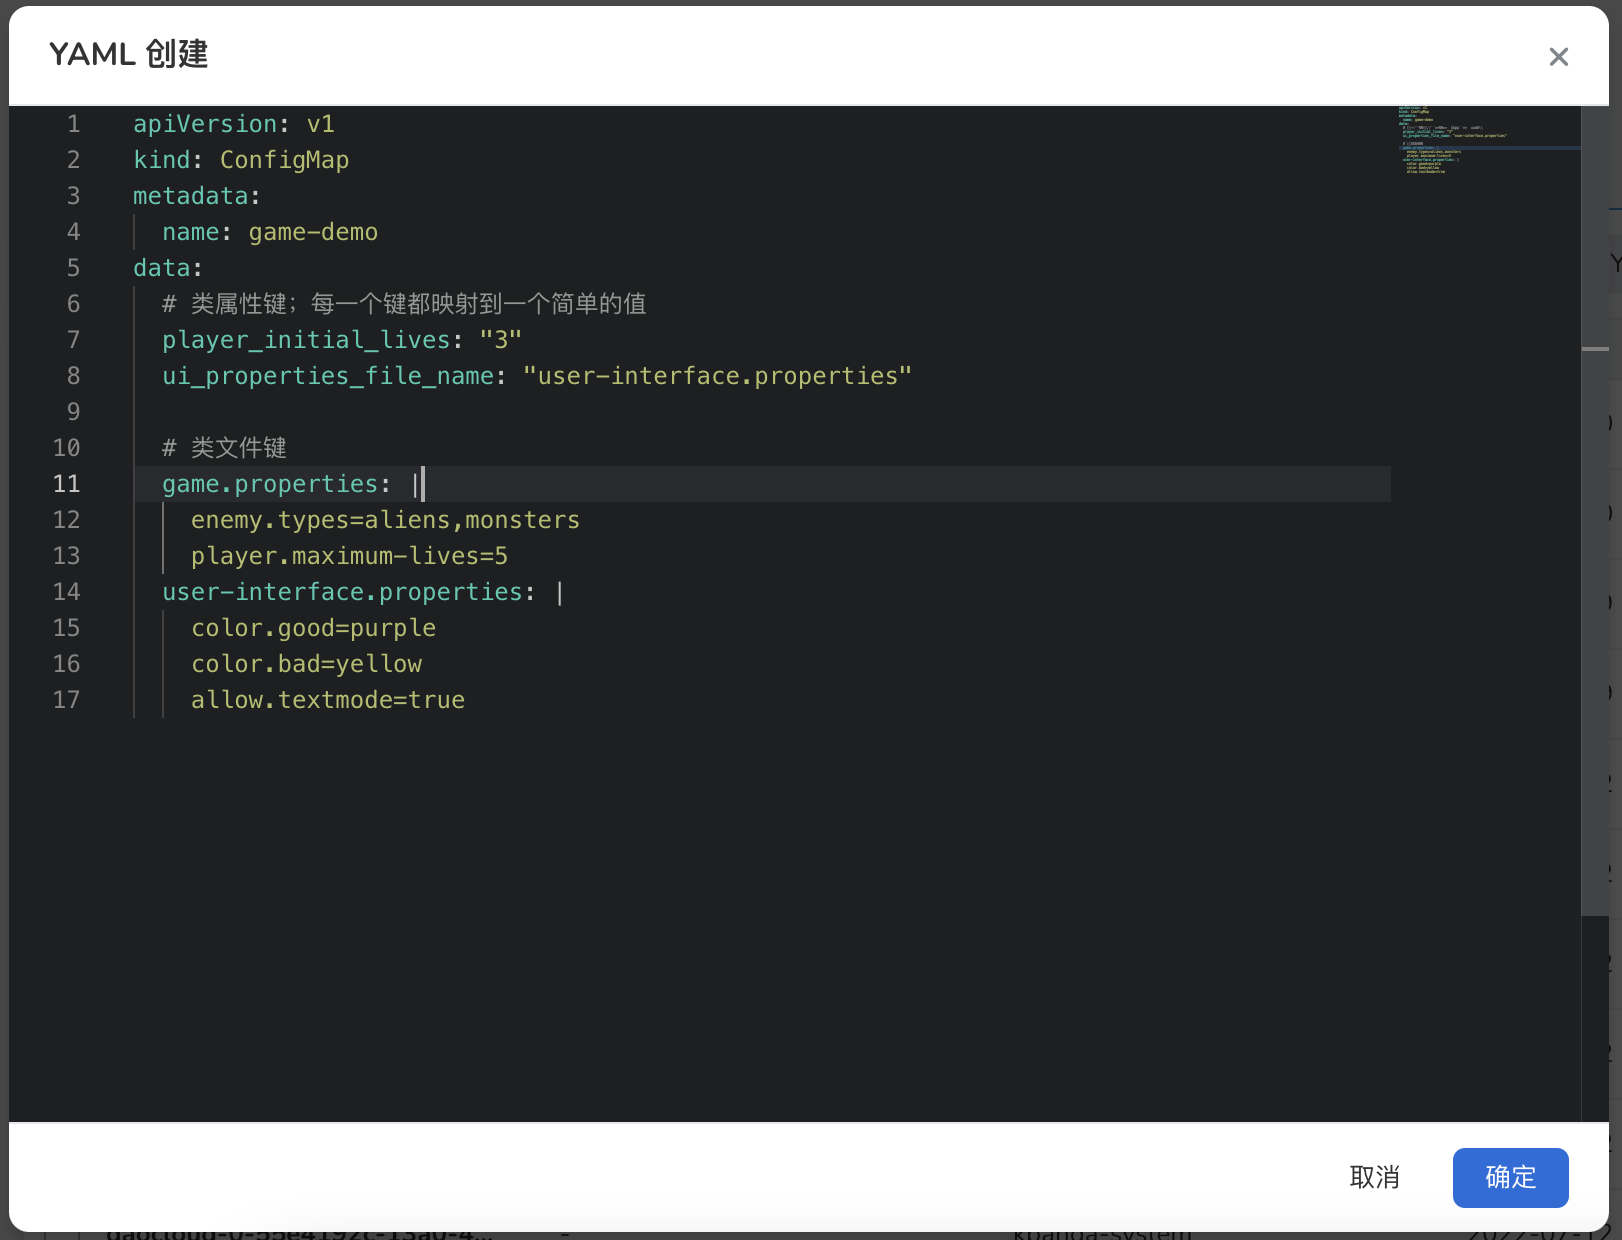 YAML 创建
1 apiVersion: v1
2 kind: ConfigMap
3 metadata:
4   name: game-demo
5 data:
6   # 类属性键；每一个键都映射到一个简单的值
7   player_initial_lives: "3"
8   ui_properties_file_name: "user-interface.properties"
9
10   # 类文件键
11   game.properties: |
12     enemy.types=aliens,monsters
13     player.maximum-lives=5
14   user-interface.properties: |
15     color.good=purple
16     color.bad=yellow
17     allow.textmode=true
取消 确定